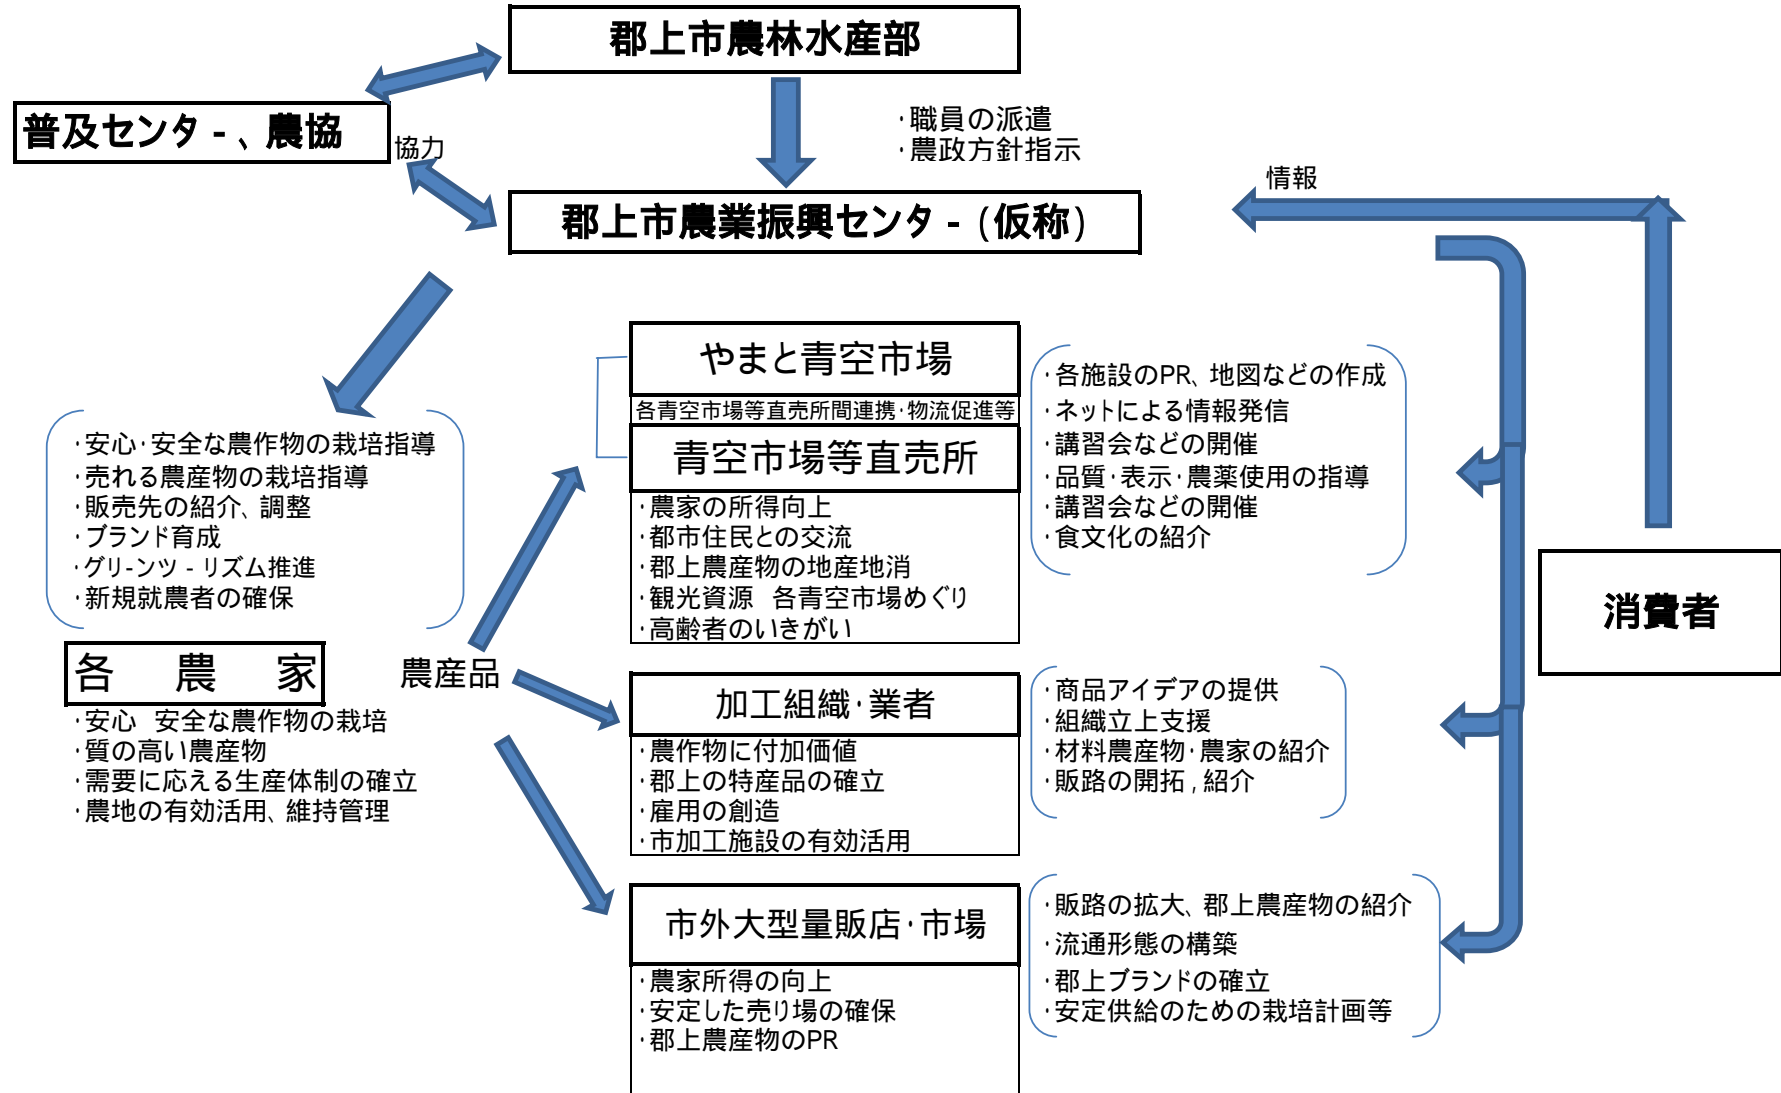 郡上市農林水産部
普及センタ-、農協
協力
・職員の派遣
・農政方針指示
情報
郡上市農業振興センタ-(仮称)
やまと青空市場
各青空市場等直売所間連携・物流促進等
青空市場等直売所
・農家の所得向上
・都市住民との交流
・郡上農産物の地産地消
・観光資源 各青空市場めぐり
・高齢者のいきがい
・各施設のPR、地図などの作成
・ネットによる情報発信
・講習会などの開催
・品質・表示・農薬使用の指導
・講習会などの開催
・食文化の紹介
・安心・安全な農作物の栽培指導
・売れる農産物の栽培指導
・販売先の紹介、調整
・ブランド育成
・グリ-ンツ-リズム推進
・新規就農者の確保
各 農 家
農産品
・安心 安全な農作物の栽培
・質の高い農産物
・需要に応える生産体制の確立
・農地の有効活用、維持管理
消費者
加工組織・業者
・農作物に付加価値
・郡上の特産品の確立
・雇用の創造
・市加工施設の有効活用
・商品アイデアの提供
・組織立上支援
・材料農産物・農家の紹介
・販路の開拓,紹介
市外大型量販店・市場
・農家所得の向上
・安定した売り場の確保
・郡上農産物のPR
・販路の拡大、郡上農産物の紹介
・流通形態の構築
・郡上ブランドの確立
・安定供給のための栽培計画等